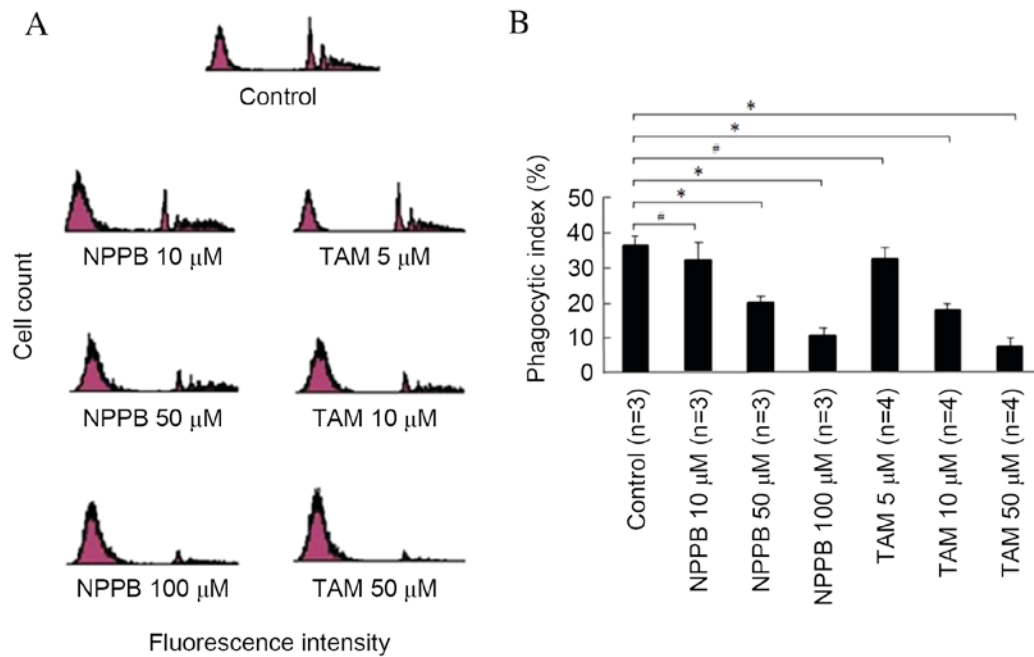 A
Control
NPPB 10 μM
TAM 5 μM
NPPB 50 μM
TAM 10 μM
NPPB 100 μM
TAM 50 μM
Cell count
Fluorescence intensity
B
*
*
#
*
*
#
Phagocytic index (%)
50
40
30
20
10
0
Control (n=3)
NPPB 10 μM (n=3)
NPPB 50 μM (n=3)
NPPB 100 μM (n=3)
TAM 5 μM (n=4)
TAM 10 μM (n=4)
TAM 50 μM (n=4)